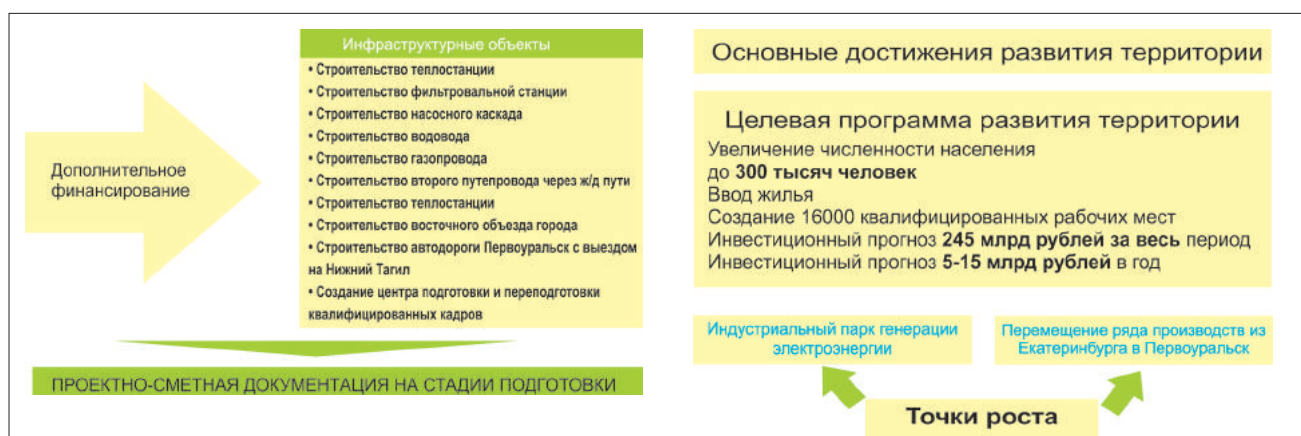 Дополнительное
финансирование
Инфраструктурные объекты
• Строительство теплостанции
• Строительство фильтровальной станции
• Строительство насосного каскада
• Строительство водовода
• Строительство газопровода
• Строительство второго путепровода через ж/д пути
• Строительство теплостанции
• Строительство восточного объезда города
• Строительство автодороги Первоуральск с выездом
на Нижний Тагил
• Создание центра подготовки и переподготовки
квалифицированных кадров
ПРОЕКТНО-СМЕТНАЯ ДОКУМЕНТАЦИЯ НА СТАДИИ ПОДГОТОВКИ
Основные достижения развития территории
Целевая программа развития территории
Увеличение численности населения
до 300 тысяч человек
Ввод жилья
Создание 16000 квалифицированных рабочих мест
Инвестиционный прогноз 245 млрд рублей за весь период
Инвестиционный прогноз 5-15 млрд рублей в год
Индустриальный парк генерации
электроэнергии
Перемещение ряда производств из
Екатеринбурга в Первоуральск
Точки роста